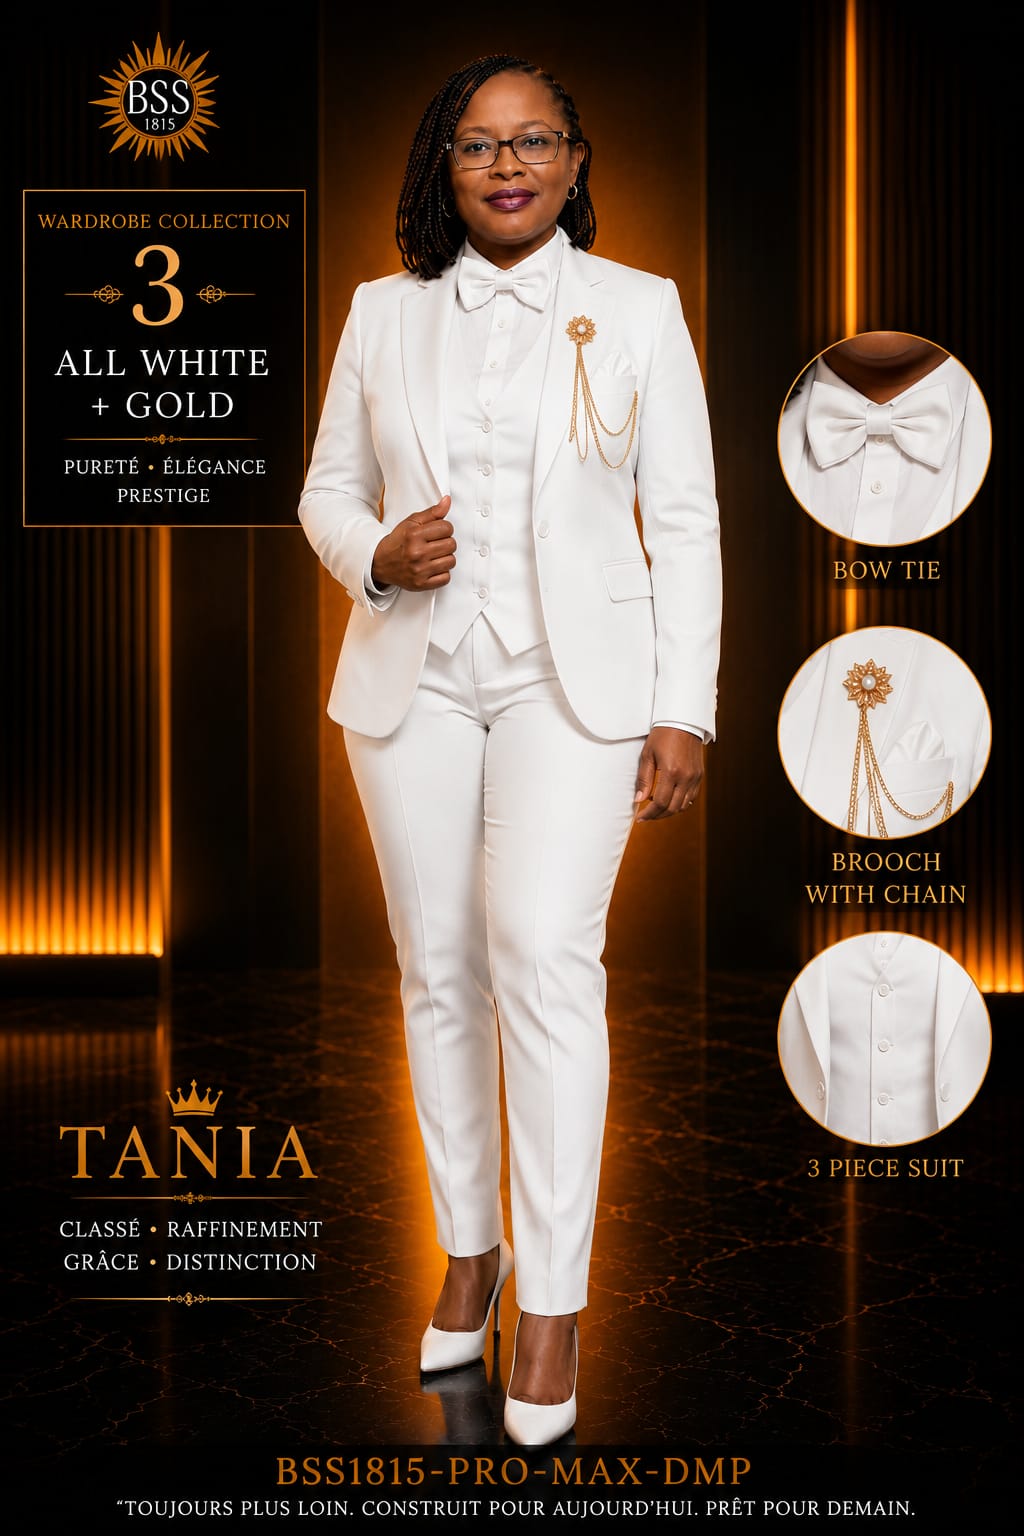 BSS
1815
WARDROBE COLLECTION
3
ALL WHITE
+ GOLD
PURETÉ • ÉLÉGANCE
PRESTIGE
BOW TIE
BROOCH
WITH CHAIN
3 PIECE SUIT
TANIA
CLASSÉ • RAFFINEMENT
GRÂCE • DISTINCTION
BSS1815-PRO-MAX-DMP
“TOUJOURS PLUS LOIN. CONSTRUIT POUR AUJOURD’HUI. PRÊT POUR DEMAIN.